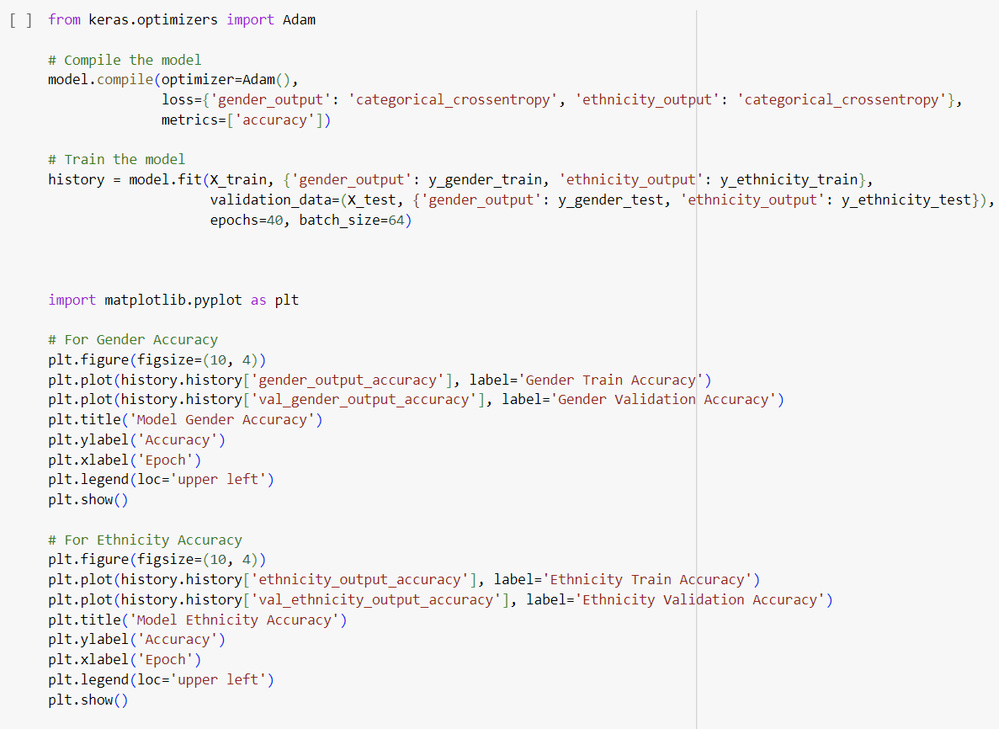 [ ] from keras.optimizers import Adam
# Compile the model
model.compile(optimizer=Adam(),
              loss={'gender_output': 'categorical_crossentropy', 'ethnicity_output': 'categorical_crossentropy'},
              metrics=['accuracy'])
# Train the model
history = model.fit(X_train, {'gender_output': y_gender_train, 'ethnicity_output': y_ethnicity_train},
                    validation_data=(X_test, {'gender_output': y_gender_test, 'ethnicity_output': y_ethnicity_test}),
                    epochs=40, batch_size=64)
import matplotlib.pyplot as plt
# For Gender Accuracy
plt.figure(figsize=(10, 4))
plt.plot(history.history['gender_output_accuracy'], label='Gender Train Accuracy')
plt.plot(history.history['val_gender_output_accuracy'], label='Gender Validation Accuracy')
plt.title('Model Gender Accuracy')
plt.ylabel('Accuracy')
plt.xlabel('Epoch')
plt.legend(loc='upper left')
plt.show()
# For Ethnicity Accuracy
plt.figure(figsize=(10, 4))
plt.plot(history.history['ethnicity_output_accuracy'], label='Ethnicity Train Accuracy')
plt.plot(history.history['val_ethnicity_output_accuracy'], label='Ethnicity Validation Accuracy')
plt.title('Model Ethnicity Accuracy')
plt.ylabel('Accuracy')
plt.xlabel('Epoch')
plt.legend(loc='upper left')
plt.show()